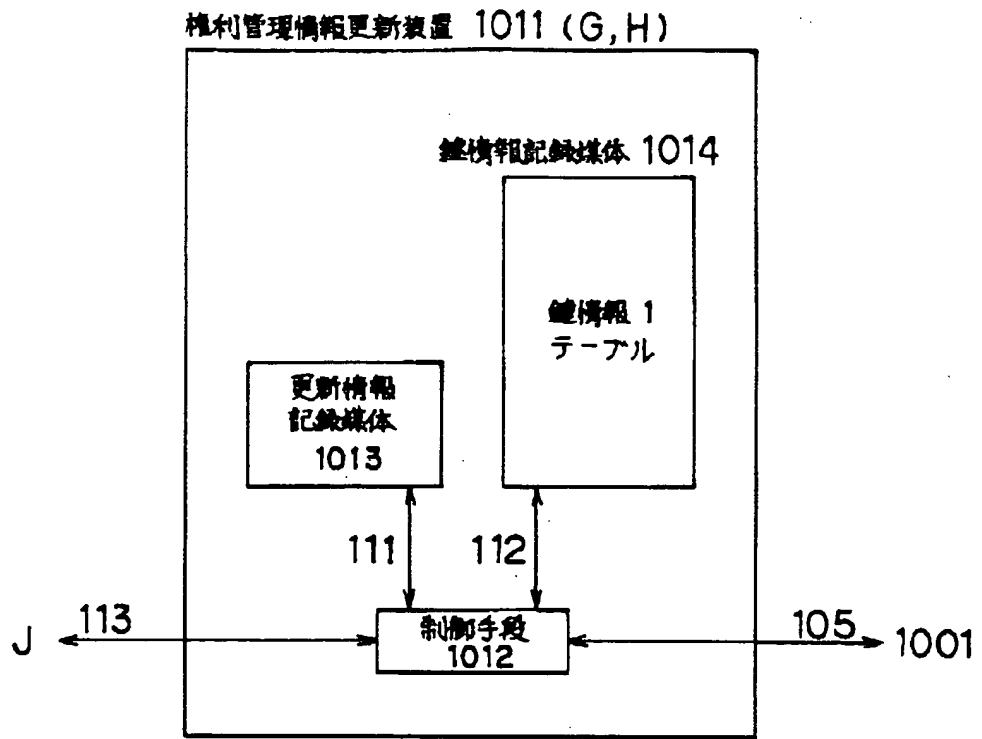 権利管理情報更新装置 1011 (G,H)
鍵情報記録媒体 1014
鍵情報 1
テーブル
更新情報
記録媒体
1013
111
112
113
J
制御手段
1012
105
1001